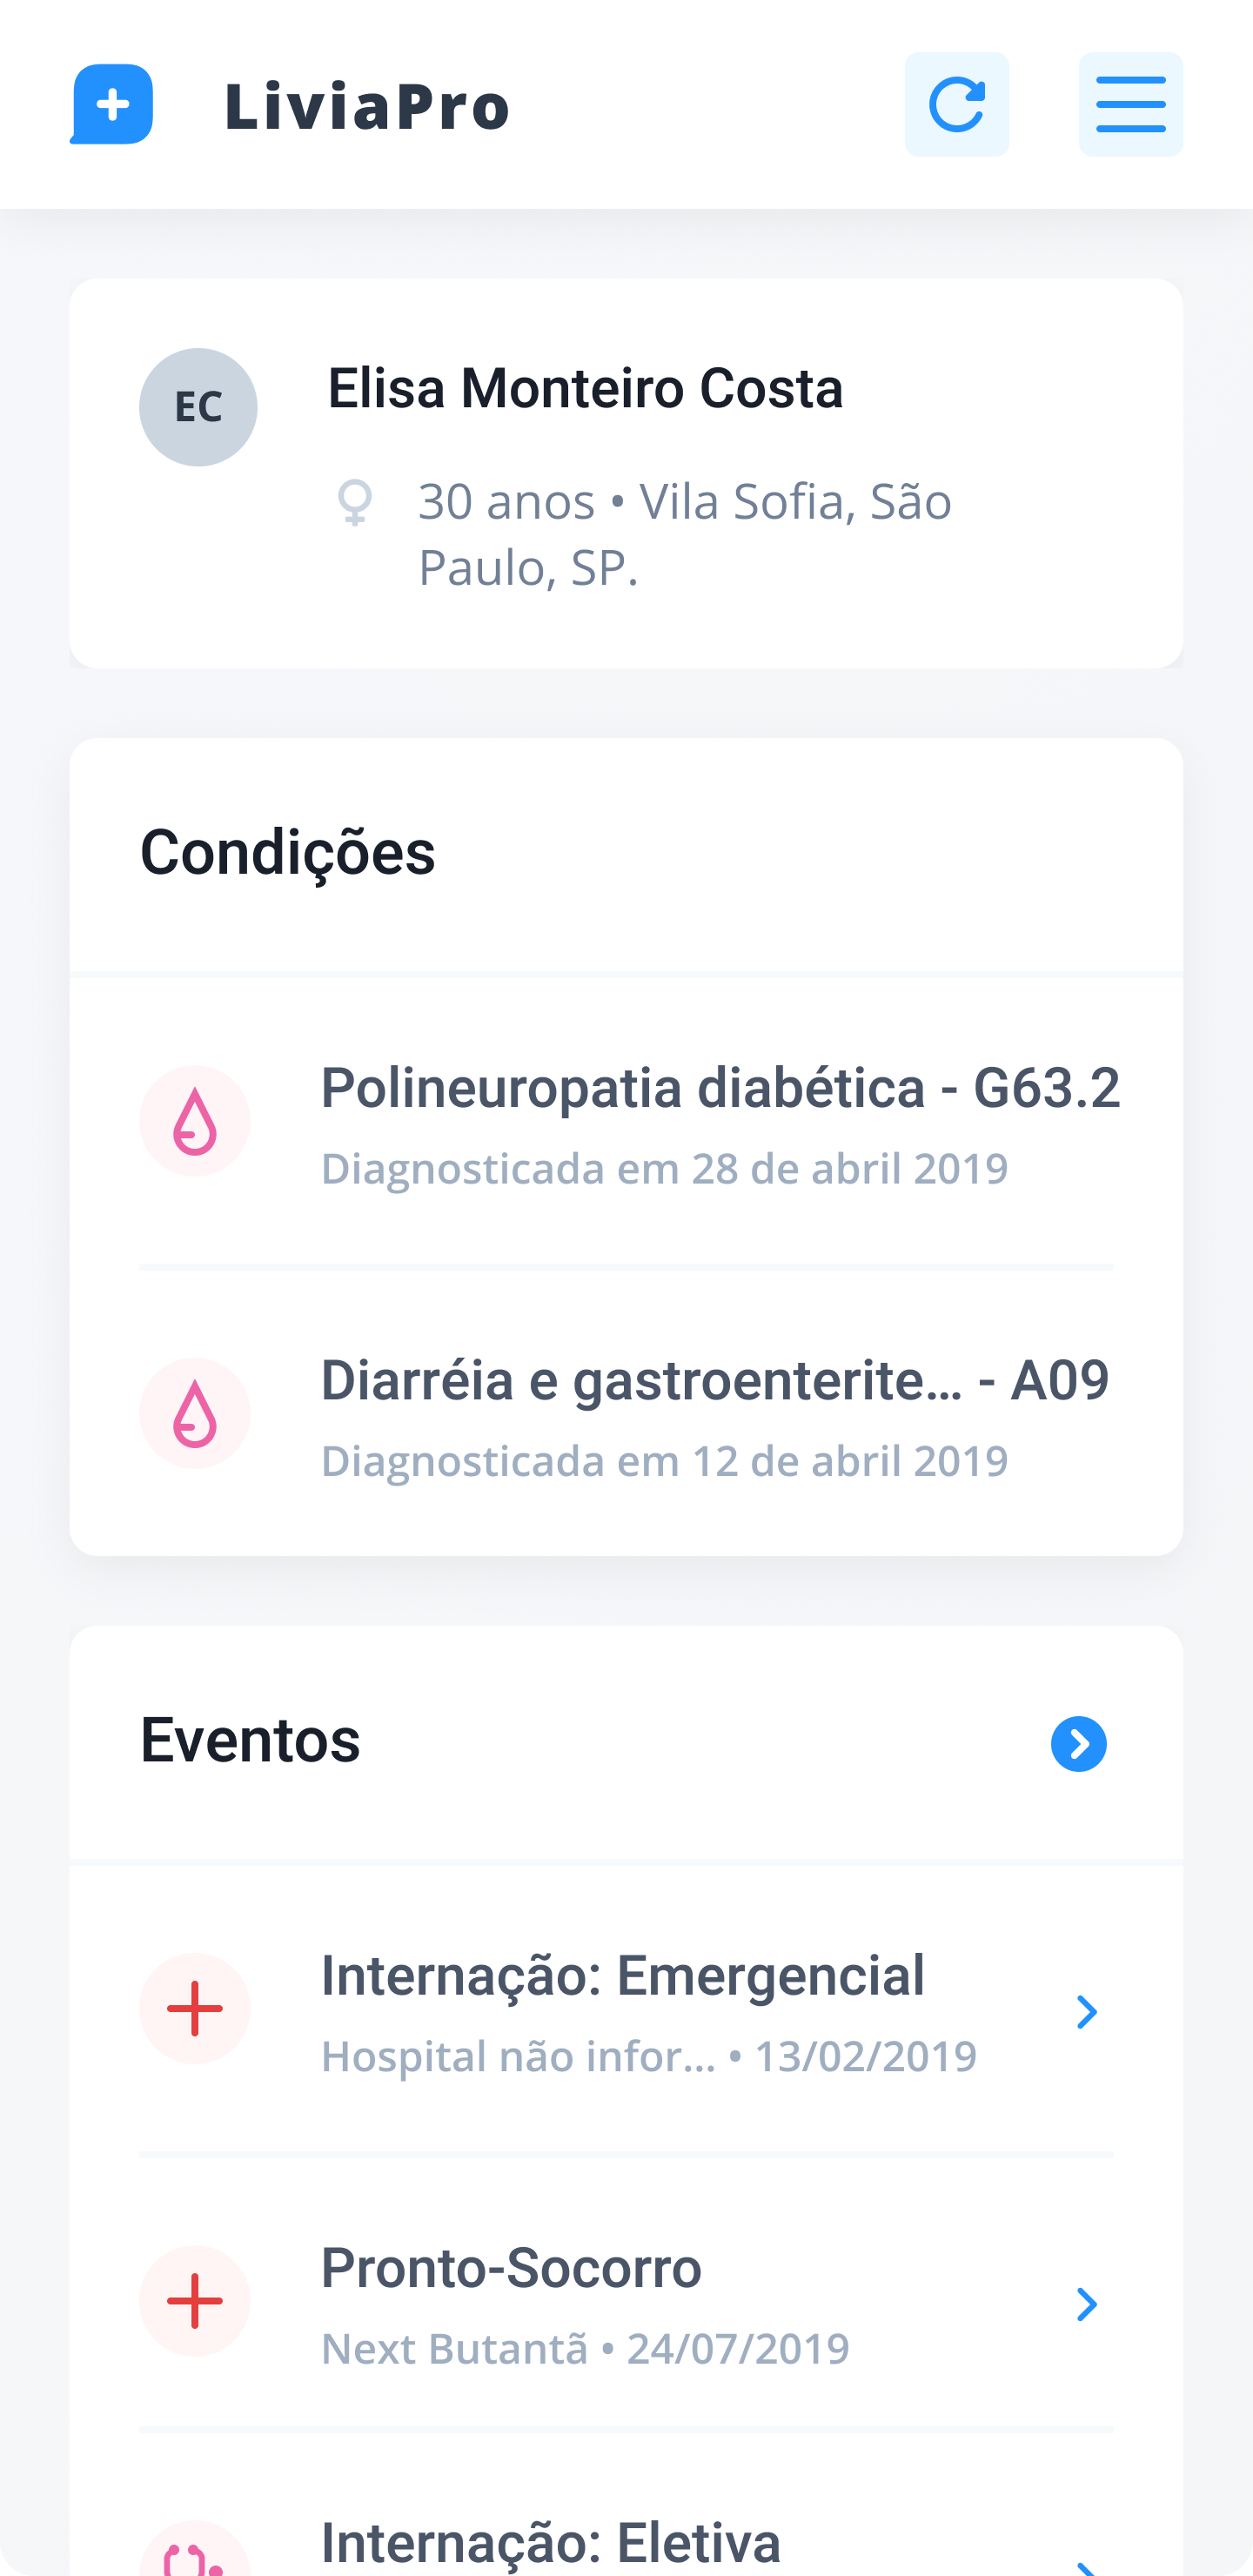 LiviaPro
EC
Elisa Monteiro Costa
30 anos • Vila Sofia, São
Paulo, SP.
Condições
Polineuropatia diabética - G63.2
Diagnosticada em 28 de abril 2019
Diarréia e gastroenterite... - A09
Diagnosticada em 12 de abril 2019
Eventos
Internação: Emergencial
Hospital não infor... • 13/02/2019
Pronto-Socorro
Next Butantã • 24/07/2019
Internação: Eletiva